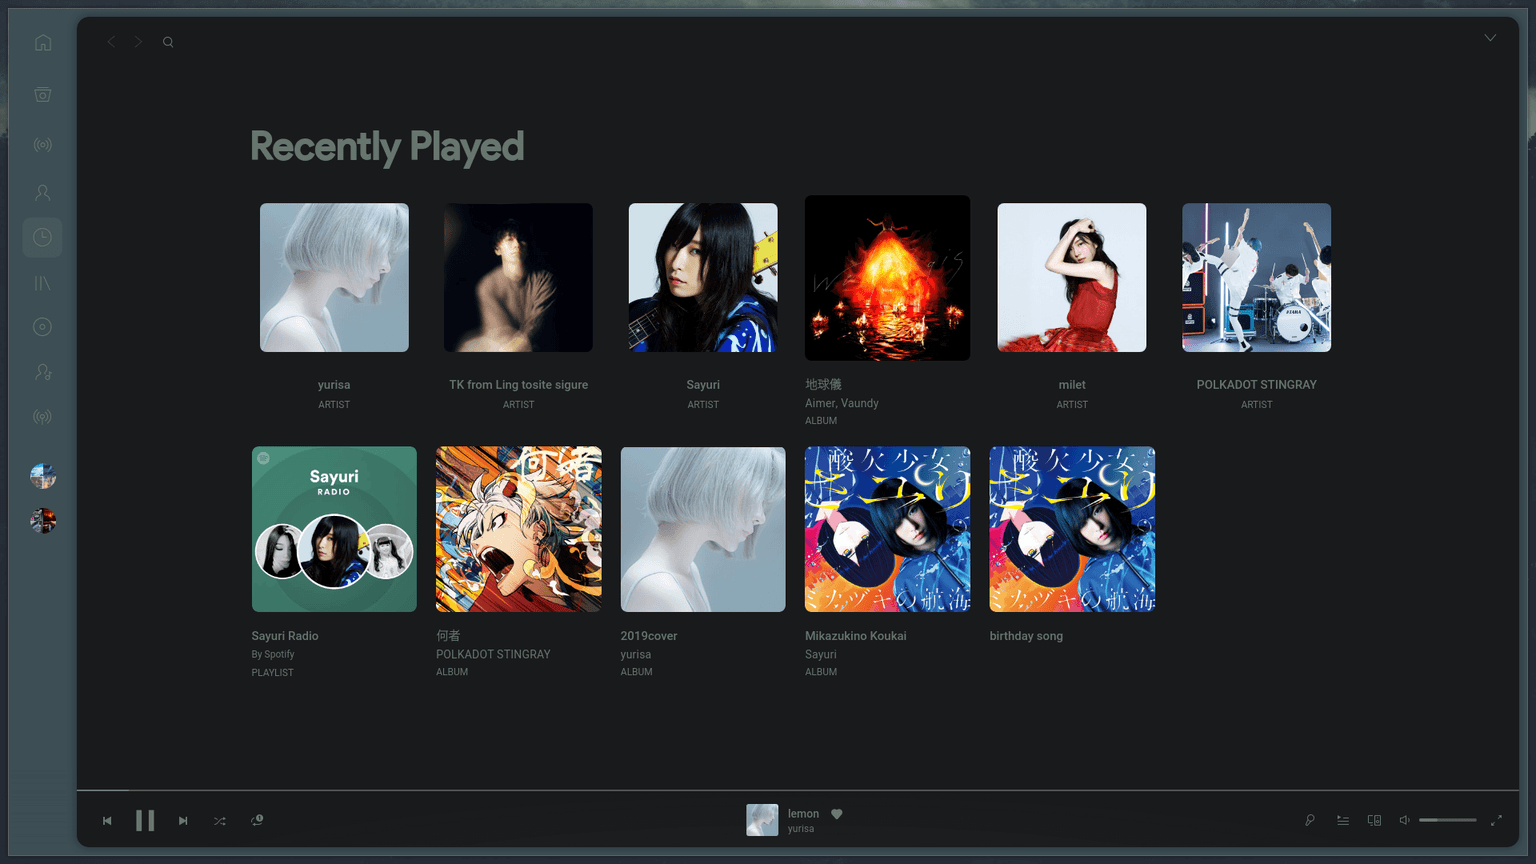 Recently Played
yurisa
ARTIST
TK from Ling tosite sigure
ARTIST
Sayuri
ARTIST
地球儀
Aimer, Vaundy
ALBUM
milet
ARTIST
TAMA
POLKADOT STINGRAY
ARTIST
Sayuri
RADIO
Sayuri Radio
By Spotify
PLAYLIST
何者
何者
POLKADOT STINGRAY
ALBUM
2019cover
yurisa
ALBUM
酸欠少女
ミカヅキの航海
Mikazukino Koukai
Sayuri
ALBUM
酸欠少女
ミカヅキの航海
birthday song
lemon
yurisa